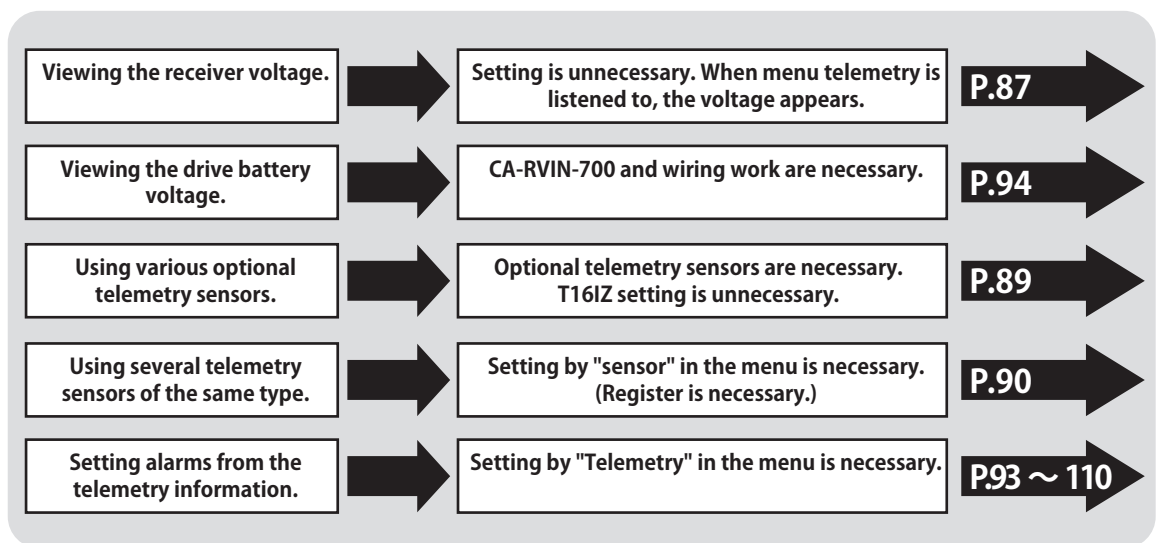 Viewing the receiver voltage.
Setting is unnecessary. When menu telemetry is
listened to, the voltage appears.
P.87
Viewing the drive battery
voltage.
CA-RVIN-700 and wiring work are necessary.
P.94
Using various optional
telemetry sensors.
Optional telemetry sensors are necessary.
T16IZ setting is unnecessary.
P.89
Using several telemetry
sensors of the same type.
Setting by "sensor" in the menu is necessary.
(Register is necessary.)
P.90
Setting alarms from the
telemetry information.
Setting by "Telemetry" in the menu is necessary.
P.93 ～ 110